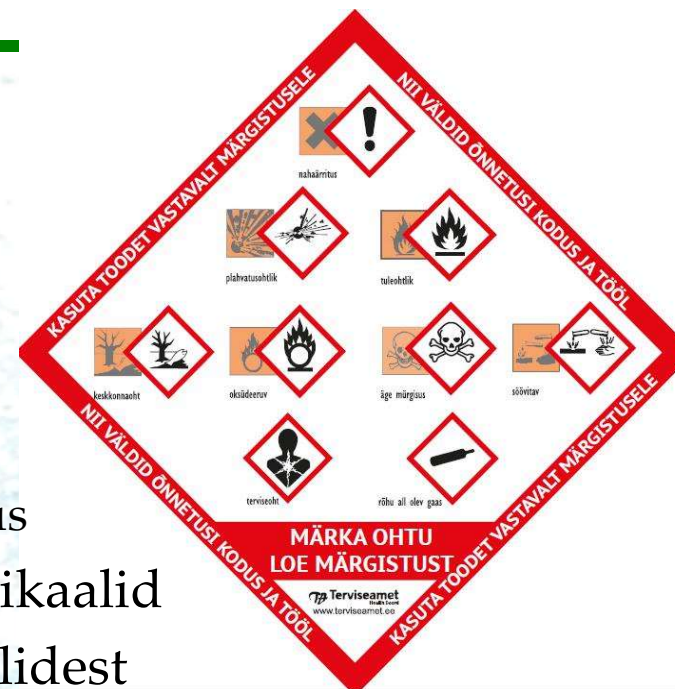 KASUTA TOODET VASTAVALT MÄRGISTUSELE
NII VÄLDID ÕNNETUSI KODUS JA TÖÖL
nahaärritus
plahvatusohtlik
tuleohtlik
keskkonnaoht
oksüdeeruv
äge mürgisus
söövitav
terviseoht
rõhu all olev gaas
NII VÄLDID ÕNNETUSI KODUS JA TÖÖL
KASUTA TOODET VASTAVALT MÄRGISTUSELE
MÄRKA OHTU
LOE MÄRGISTUST
Terviseamet
Health Board
www.terviseamet.ee
us
ikaalid
lidest